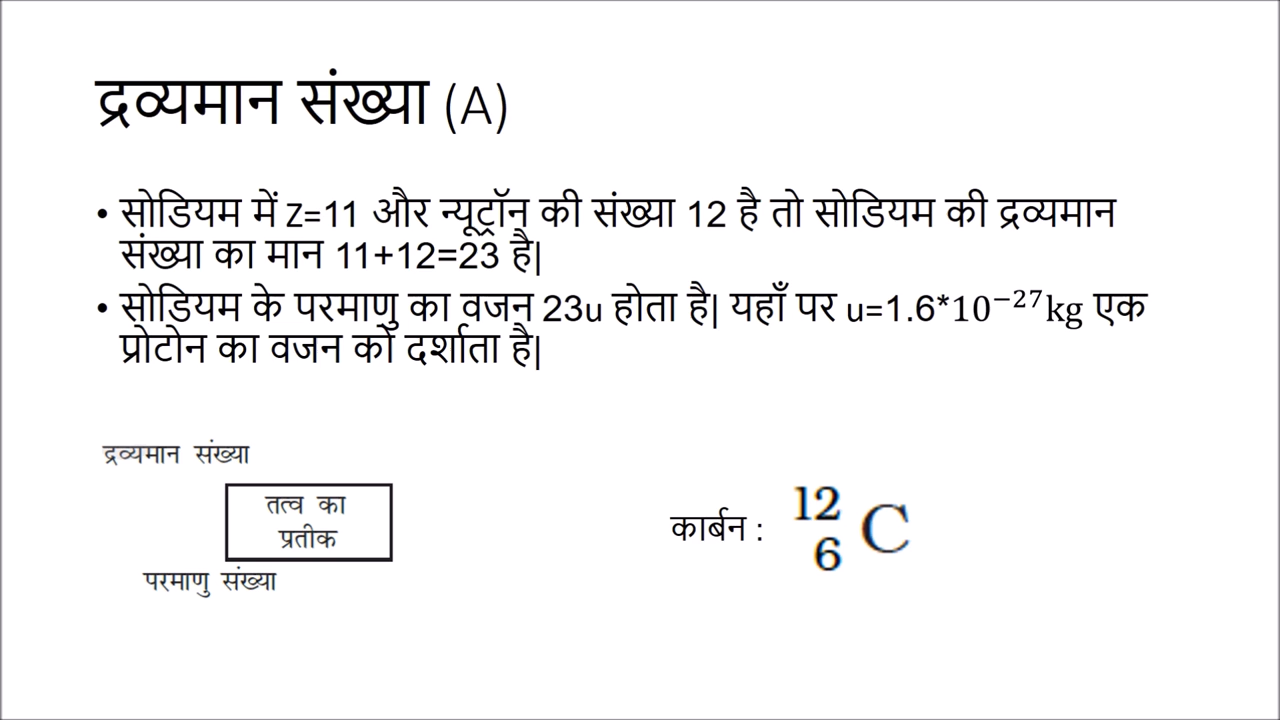 द्रव्यमान संख्या (A)
• सोडियम में Z=11 और न्यूट्रॉन की संख्या 12 है तो सोडियम की द्रव्यमान
संख्या का मान 11+12=23 है|
• सोडियम के परमाणु का वजन 23u होता है| यहाँ पर u=1.6*10⁻²⁷kg एक
प्रोटोन का वजन को दर्शाता है|
द्रव्यमान संख्या
तत्व का
प्रतीक
परमाणु संख्या
कार्बन : ¹²₆C